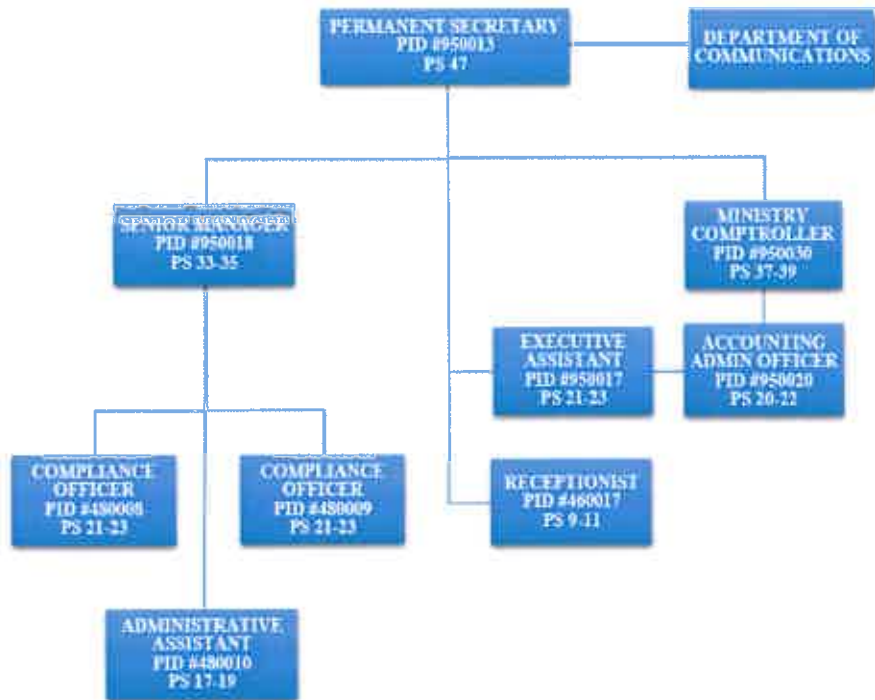 PERMANENT SECRETARY
PID #950013
PS 47
DEPARTMENT OF
COMMUNICATIONS
SENIOR MANAGER
PID #950018
PS 33-35
MINISTRY
COMPTROLLER
PID #950030
PS 37-39
EXECUTIVE
ASSISTANT
PID #950017
PS 21-23
ACCOUNTING
ADMIN OFFICER
PID #950020
PS 20-22
COMPLIANCE
OFFICER
PID #480008
PS 21-23
COMPLIANCE
OFFICER
PID #480009
PS 21-23
RECEPTIONIST
PID #460017
PS 9-11
ADMINISTRATIVE
ASSISTANT
PID #480010
PS 17-19